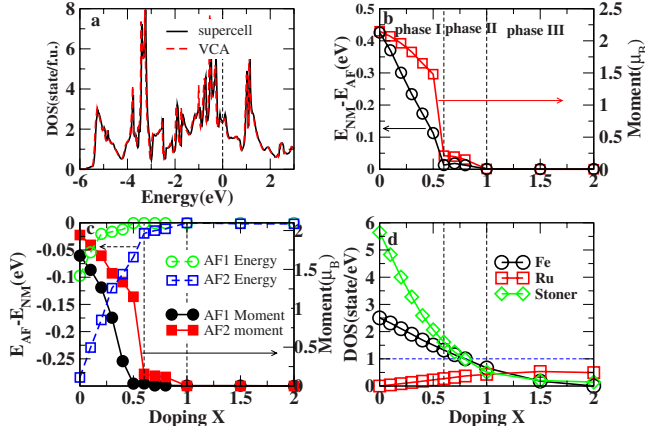 a
supercell
VCA
DOS(state/f.u.)
8
6
4
2
0
-6 -4 -2 0 2
Energy(eV)
b
phase I phase II phase III
E_NM-E_AF(eV)
0.4
0.3
0.2
0.1
0
Moment(μ_B)
2.5
2
1.5
1
0.5
0
0 0.5 1 1.5 2
c
E_AF-E_NM(eV)
0
-0.05
-0.1
-0.15
-0.2
-0.25
AF1 Energy
AF2 Energy
AF1 Moment
AF2 moment
Moment(μ_B)
2
1
0
0 0.5 1 1.5 2
Doping X
d
DOS(state/eV)
6
5
4
3
2
1
0
Fe
Ru
Stoner
0 0.5 1 1.5 2
Doping X